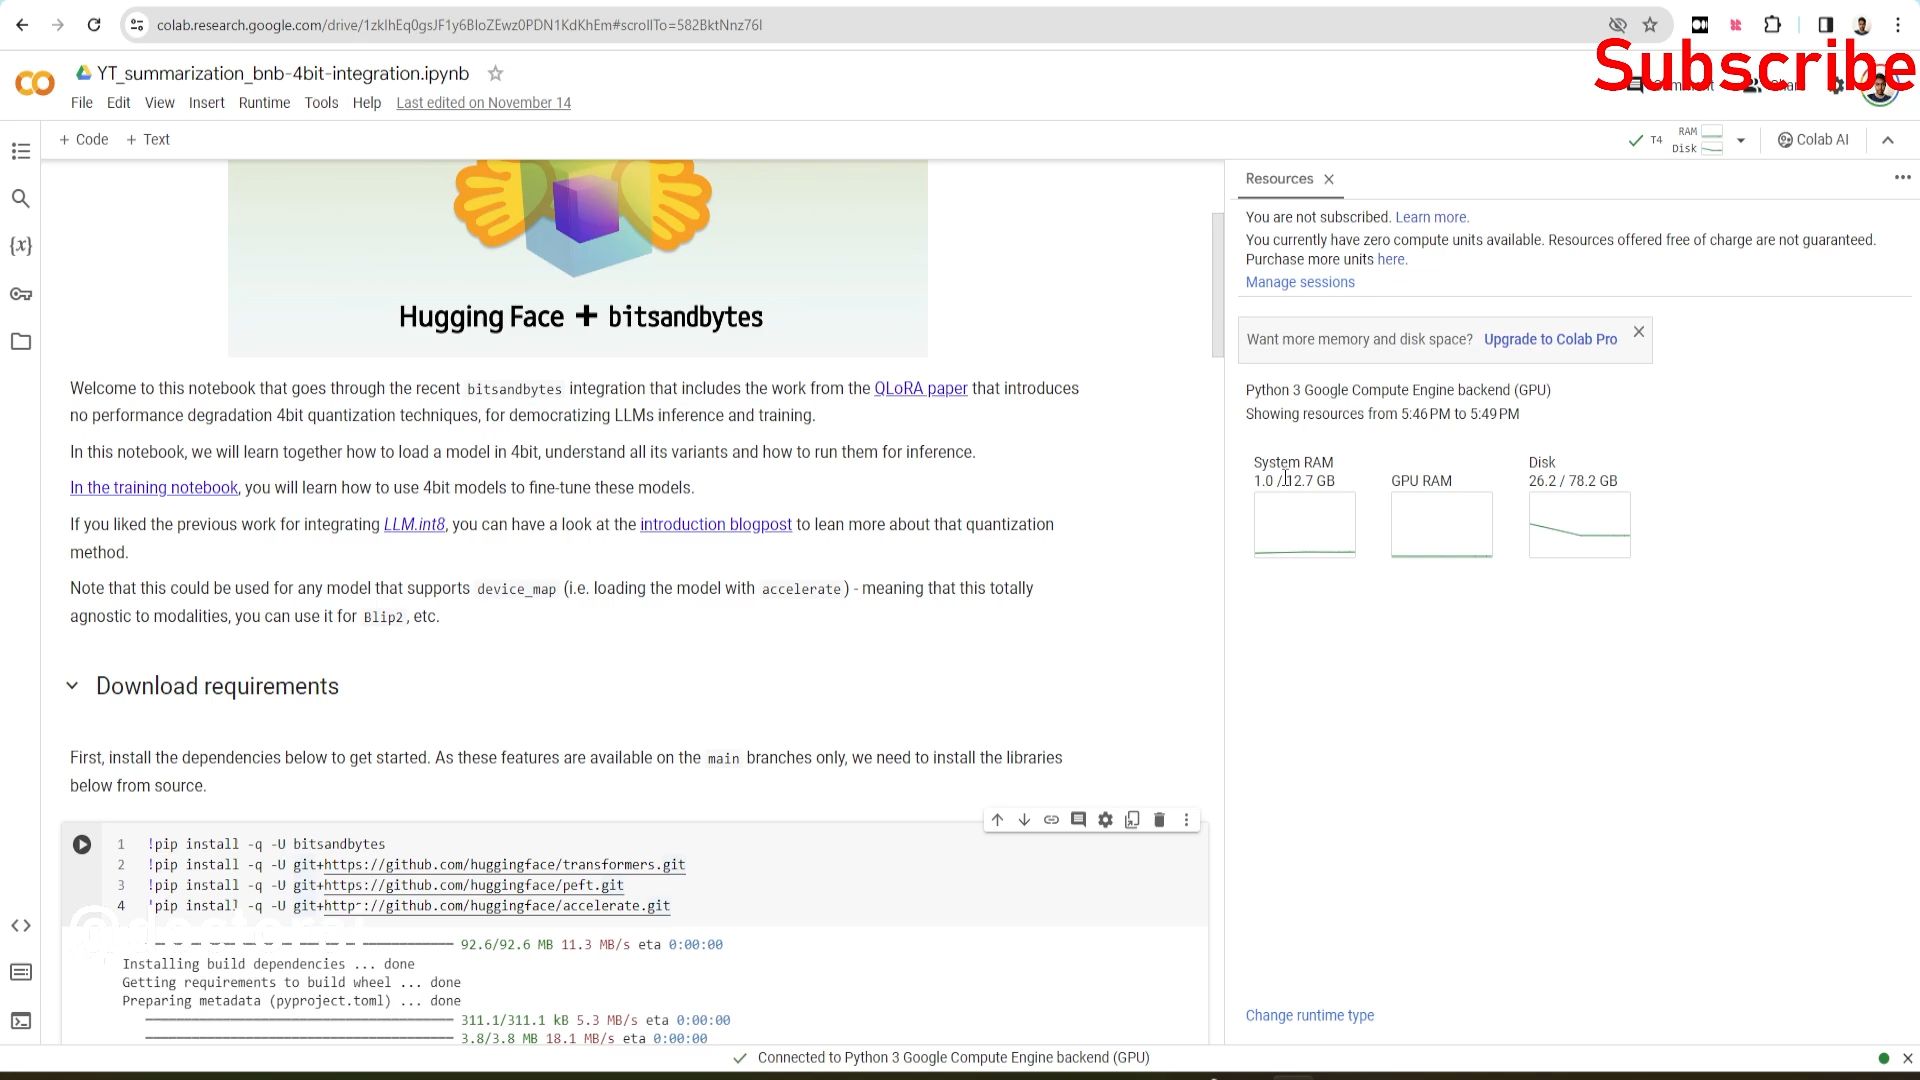 colab.research.google.com/drive/1zklhEq0gsJF1y6BloZEwz0PDN1KdKhEm#scrollTo=582BktNnz76l
Subscribe
YT_summarization_bnb-4bit-integration.ipynb
File Edit View Insert Runtime Tools Help Last edited on November 14
+ Code + Text
T4 RAM Disk Colab AI
Hugging Face + bitsandbytes
Welcome to this notebook that goes through the recent bitsandbytes integration that includes the work from the QLoRA paper that introduces
no performance degradation 4bit quantization techniques, for democratizing LLMs inference and training.
In this notebook, we will learn together how to load a model in 4bit, understand all its variants and how to run them for inference.
In the training notebook, you will learn how to use 4bit models to fine-tune these models.
If you liked the previous work for integrating LLM.int8, you can have a look at the introduction blogpost to lean more about that quantization
method.
Note that this could be used for any model that supports device_map (i.e. loading the model with accelerate) - meaning that this totally
agnostic to modalities, you can use it for Blip2, etc.
Download requirements
First, install the dependencies below to get started. As these features are available on the main branches only, we need to install the libraries
below from source.
1 !pip install -q -U bitsandbytes
2 !pip install -q -U git+https://github.com/huggingface/transformers.git
3 !pip install -q -U git+https://github.com/huggingface/peft.git
4 !pip install -q -U git+https://github.com/huggingface/accelerate.git
92.6/92.6 MB 11.3 MB/s eta 0:00:00
Installing build dependencies ... done
Getting requirements to build wheel ... done
Preparing metadata (pyproject.toml) ... done
311.1/311.1 kB 5.3 MB/s eta 0:00:00
3.8/3.8 MB 18.1 MB/s eta 0:00:00
Resources
You are not subscribed. Learn more.
You currently have zero compute units available. Resources offered free of charge are not guaranteed.
Purchase more units here.
Manage sessions
Want more memory and disk space? Upgrade to Colab Pro
Python 3 Google Compute Engine backend (GPU)
Showing resources from 5:46 PM to 5:49 PM
System RAM
1.0 / 12.7 GB
GPU RAM
Disk
26.2 / 78.2 GB
Change runtime type
Connected to Python 3 Google Compute Engine backend (GPU)